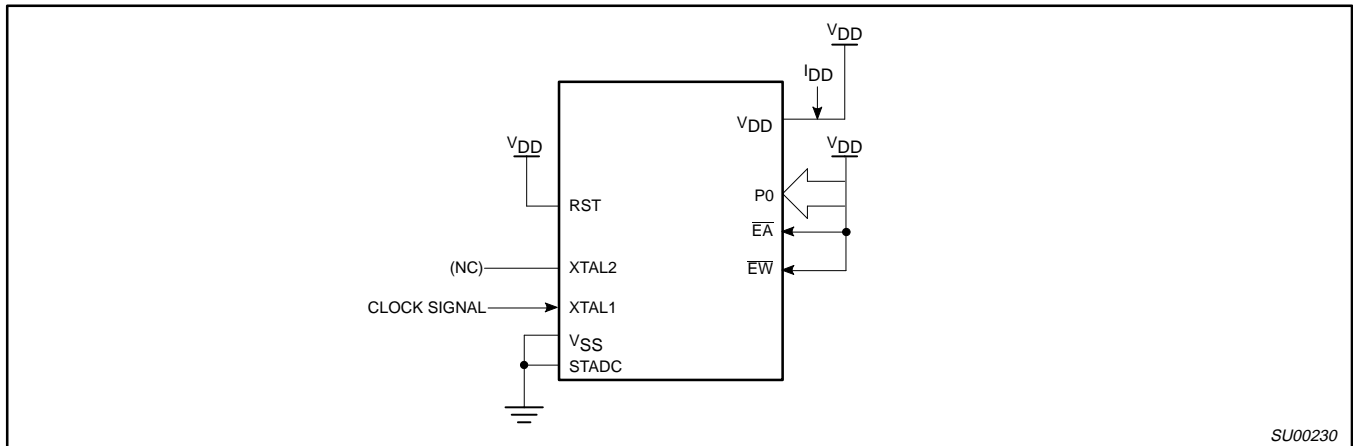 VDD
IDD
VDD
VDD
VDD
P0
RST
EA
(NC)
XTAL2
EW
CLOCK SIGNAL
XTAL1
VSS
STADC
SU00230